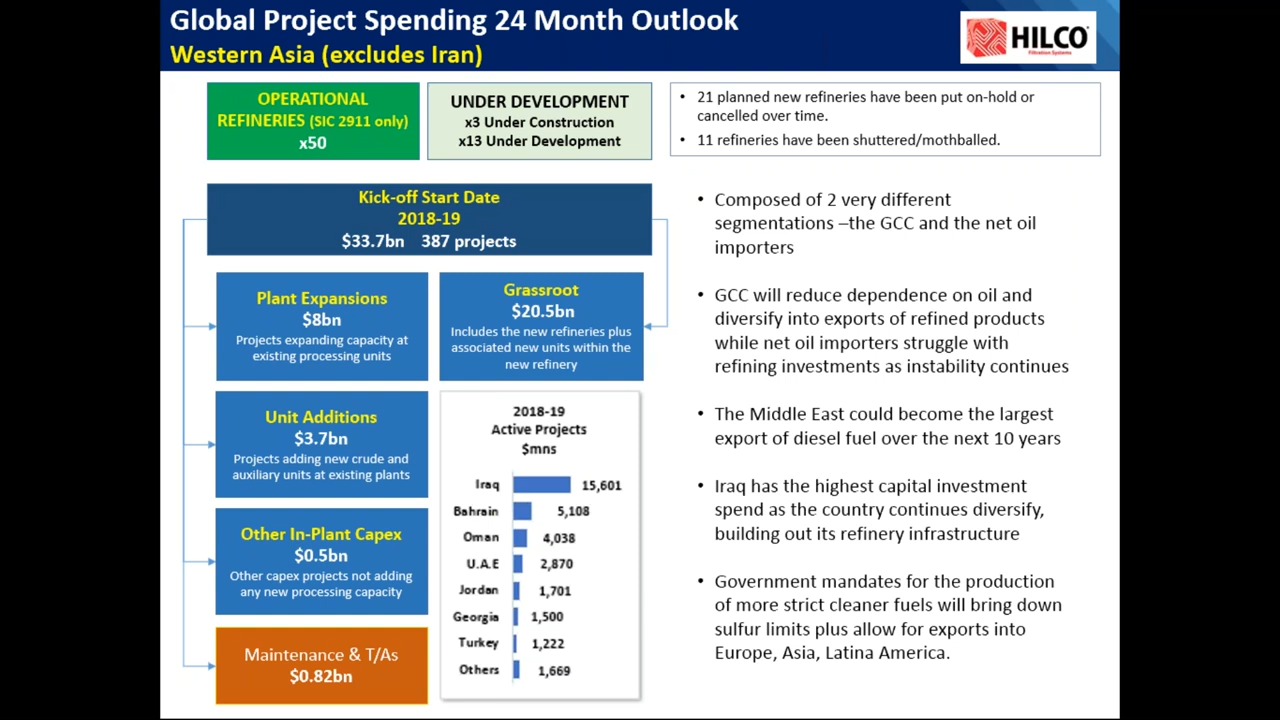 Global Project Spending 24 Month Outlook
Western Asia (excludes Iran)
HILCO
Filtration Systems
OPERATIONAL
REFINERIES (SIC 2911 only)
x50
UNDER DEVELOPMENT
x3 Under Construction
x13 Under Development
• 21 planned new refineries have been put on-hold or
cancelled over time.
• 11 refineries have been shuttered/mothballed.
Kick-off Start Date
2018-19
$33.7bn 387 projects
Plant Expansions
$8bn
Projects expanding capacity at
existing processing units
Grassroot
$20.5bn
Includes the new refineries plus
associated new units within the
new refinery
Unit Additions
$3.7bn
Projects adding new crude and
auxiliary units at existing plants
Other In-Plant Capex
$0.5bn
Other capex projects not adding
any new processing capacity
Maintenance & T/As
$0.82bn
2018-19
Active Projects
$mns
Iraq 15,601
Bahrain 5,108
Oman 4,038
U.A.E 2,870
Jordan 1,701
Georgia 1,500
Turkey 1,222
Others 1,669
• Composed of 2 very different
segmentations –the GCC and the net oil
importers
• GCC will reduce dependence on oil and
diversify into exports of refined products
while net oil importers struggle with
refining investments as instability continues
• The Middle East could become the largest
export of diesel fuel over the next 10 years
• Iraq has the highest capital investment
spend as the country continues diversify,
building out its refinery infrastructure
• Government mandates for the production
of more strict cleaner fuels will bring down
sulfur limits plus allow for exports into
Europe, Asia, Latina America.